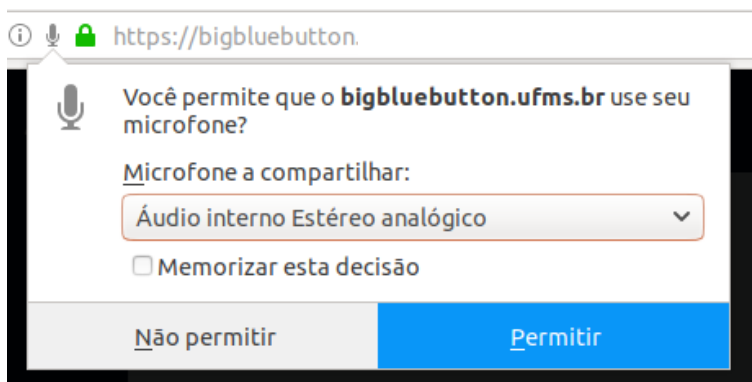 https://bigbluebutton.
Você permite que o bigbluebutton.ufms.br use seu
microfone?
Microfone a compartilhar:
Áudio interno Estéreo analógico
Memorizar esta decisão
Não permitir
Permitir